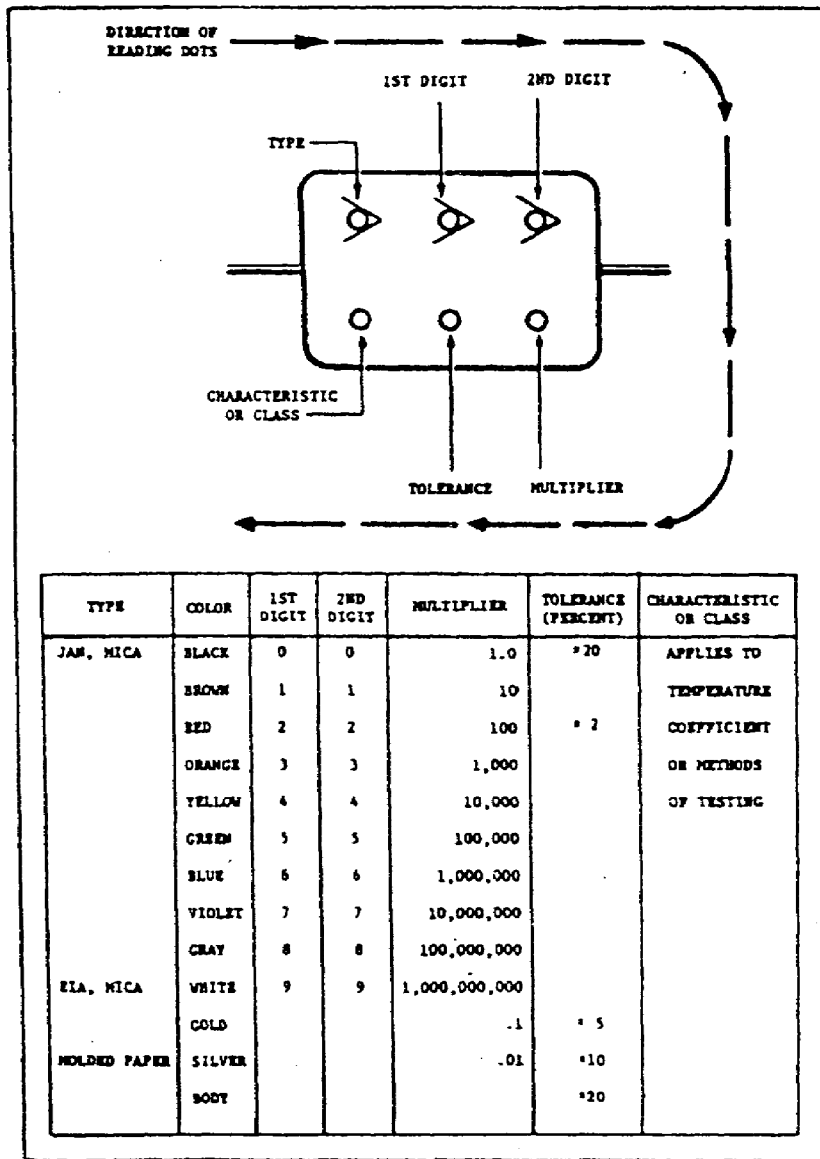 DIRECTION OF
READING DOTS
1ST DIGIT
2ND DIGIT
TYPE
CHARACTERISTIC
OR CLASS
TOLERANCE
MULTIPLIER
TYPE COLOR 1ST DIGIT 2ND DIGIT MULTIPLIER TOLERANCE (PERCENT) CHARACTERISTIC OR CLASS
JAN, MICA BLACK 0 0 1.0 ±20 APPLIES TO
BROWN 1 1 10 TEMPERATURE
RED 2 2 100 ± 2 COEFFICIENT
ORANGE 3 3 1,000 OR METHODS
YELLOW 4 4 10,000 OF TESTING
GREEN 5 5 100,000
BLUE 6 6 1,000,000
VIOLET 7 7 10,000,000
GRAY 8 8 100,000,000
EIA, MICA WHITE 9 9 1,000,000,000
GOLD .1 ± 5
MOLDED PAPER SILVER .01 ±10
BODY ±20